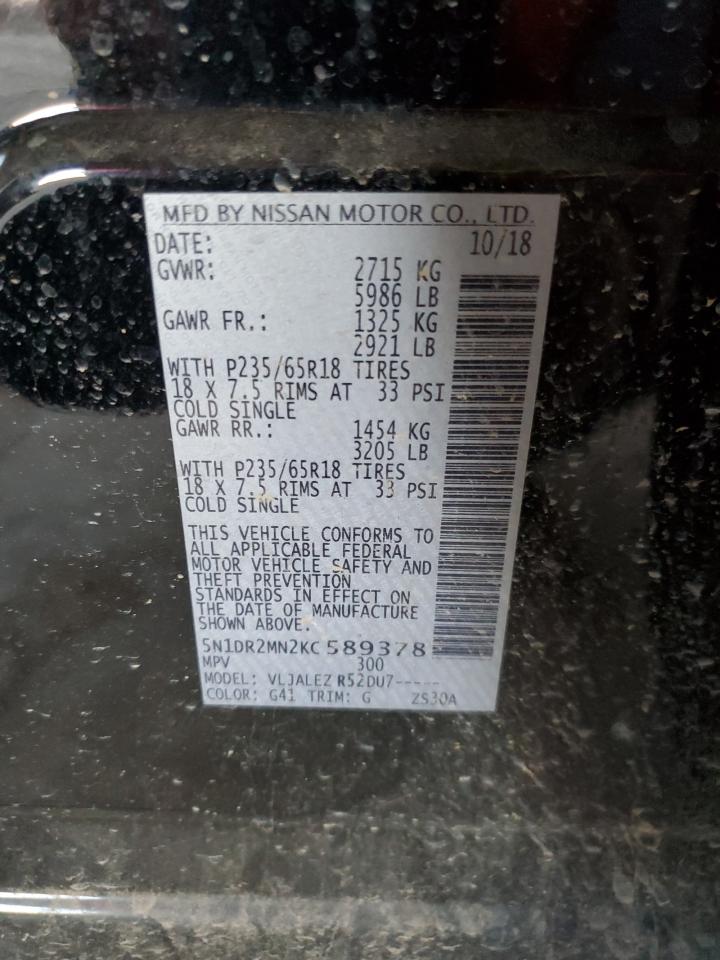 MFD BY NISSAN MOTOR CO., LTD.
DATE: 10/18
GVWR: 2715 KG
5986 LB
GAWR FR.: 1325 KG
2921 LB
WITH P235/65R18 TIRES
18 X 7.5 RIMS AT 33 PSI
COLD SINGLE
GAWR RR.: 1454 KG
3205 LB
WITH P235/65R18 TIRES
18 X 7.5 RIMS AT 33 PSI
COLD SINGLE
THIS VEHICLE CONFORMS TO
ALL APPLICABLE FEDERAL
MOTOR VEHICLE SAFETY AND
THEFT PREVENTION
STANDARDS IN EFFECT ON
THE DATE OF MANUFACTURE
SHOWN ABOVE.
5N1DR2MN2KC589378
MPV 300
MODEL: VLJALEZ R52DU7-----
COLOR: G41 TRIM: G ZS30A